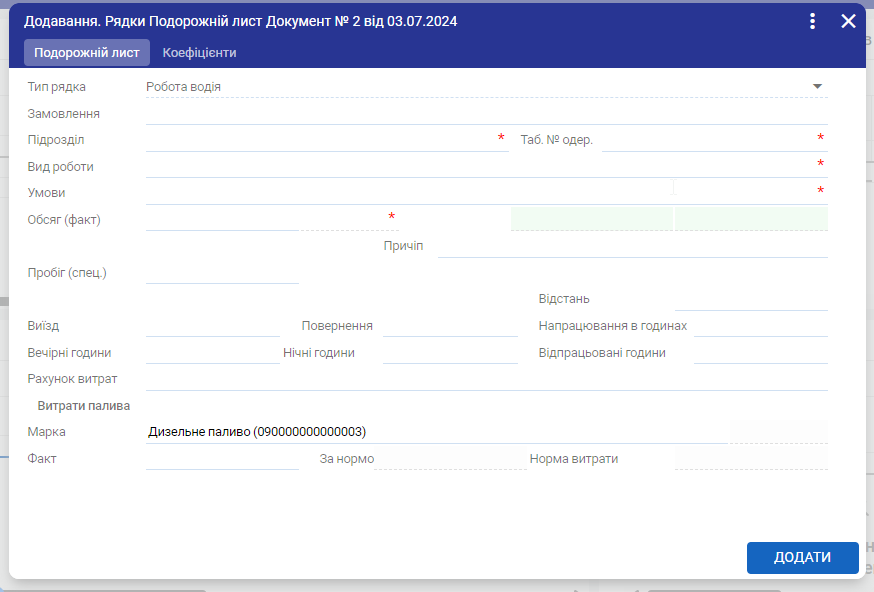 Додавання. Рядки Подорожній лист Документ № 2 від 03.07.2024
Подорожній лист Коефіцієнти
Тип рядка Робота водія
Замовлення
Підрозділ * Таб. № одер. *
Вид роботи *
Умови *
Обсяг (факт) *
Причіп
Пробіг (спец.)
Відстань
Виїзд Повернення Напрацювання в годинах
Вечірні години Нічні години Відпрацьовані години
Рахунок витрат
Витрати палива
Марка Дизельне паливо (090000000000003)
Факт За нормо Норма витрати
ДОДАТИ